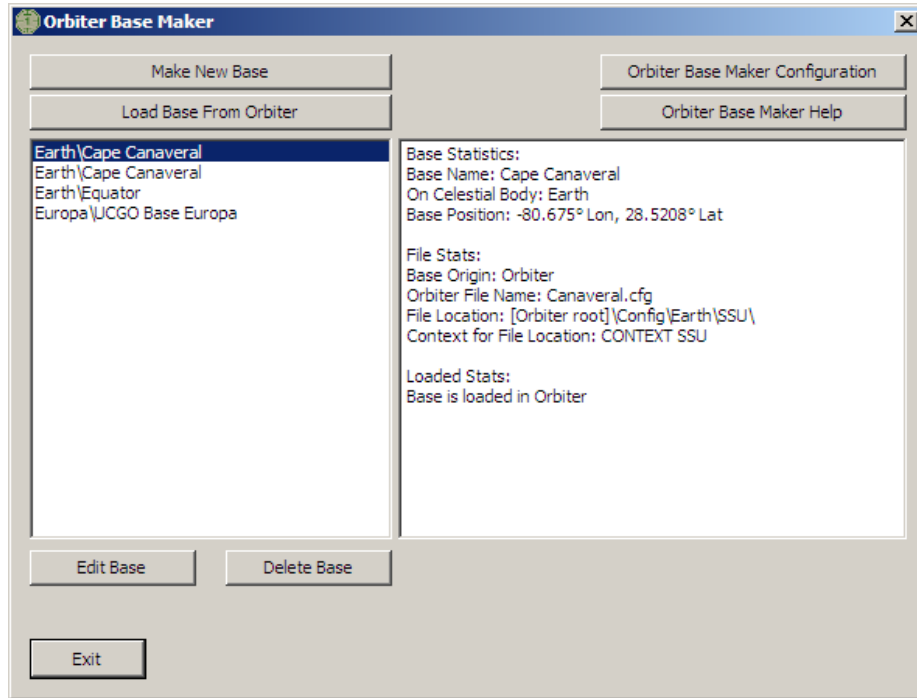 Orbiter Base Maker
Make New Base
Orbiter Base Maker Configuration
Load Base From Orbiter
Orbiter Base Maker Help
Earth\Cape Canaveral
Earth\Cape Canaveral
Earth\Equator
Europa\UCGO Base Europa
Base Statistics:
Base Name: Cape Canaveral
On Celestial Body: Earth
Base Position: -80.675° Lon, 28.5208° Lat
File Stats:
Base Origin: Orbiter
Orbiter File Name: Canaveral.cfg
File Location: [Orbiter root]\Config\Earth\SSU\
Context for File Location: CONTEXT SSU
Loaded Stats:
Base is loaded in Orbiter
Edit Base
Delete Base
Exit